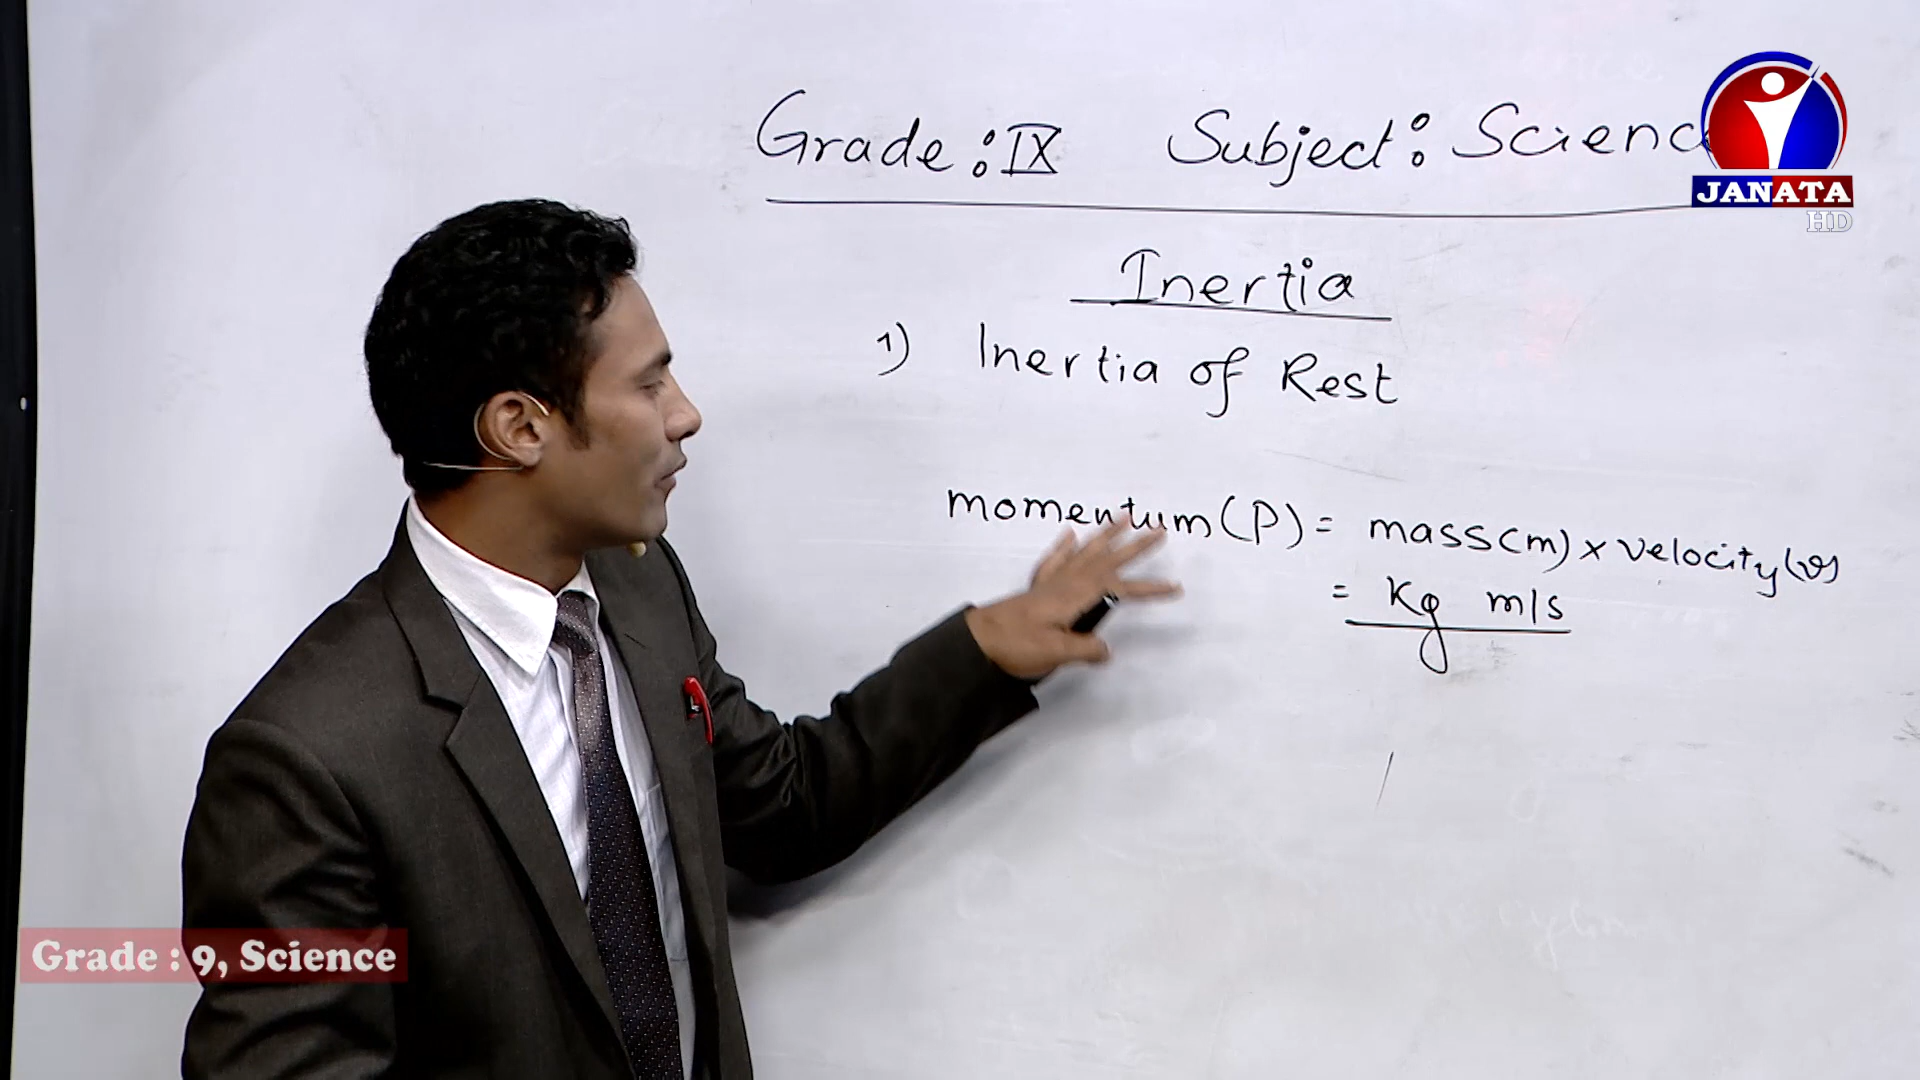 Grade : IX Subject : Scienc
JANATA
HD
Inertia
1) Inertia of Rest
momentum (P) = mass (m) × velocity (v)
= Kg m/s
Grade : 9, Science